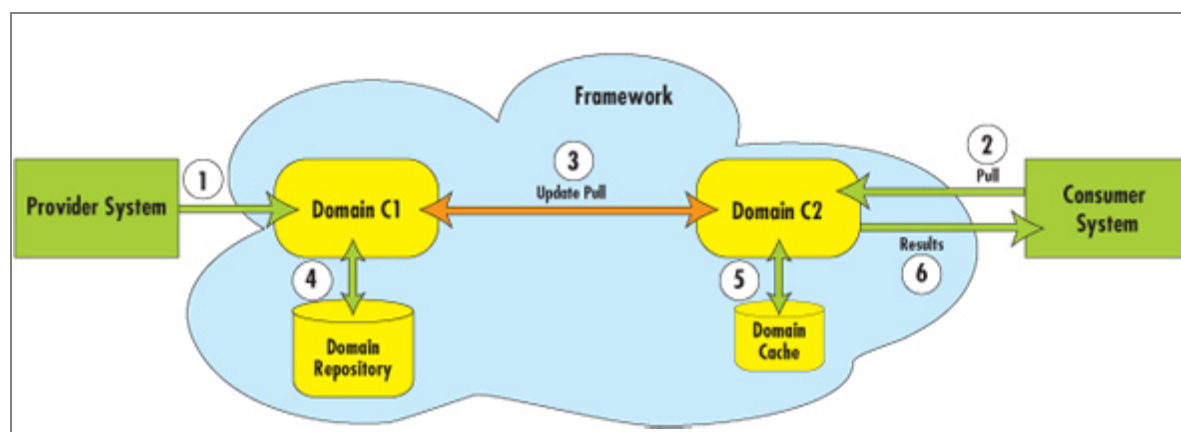 Framework
1
Provider System
Domain C1
3
Update Pull
Domain C2
2
Pull
Consumer
System
Results
6
4
Domain
Repository
5
Domain
Cache